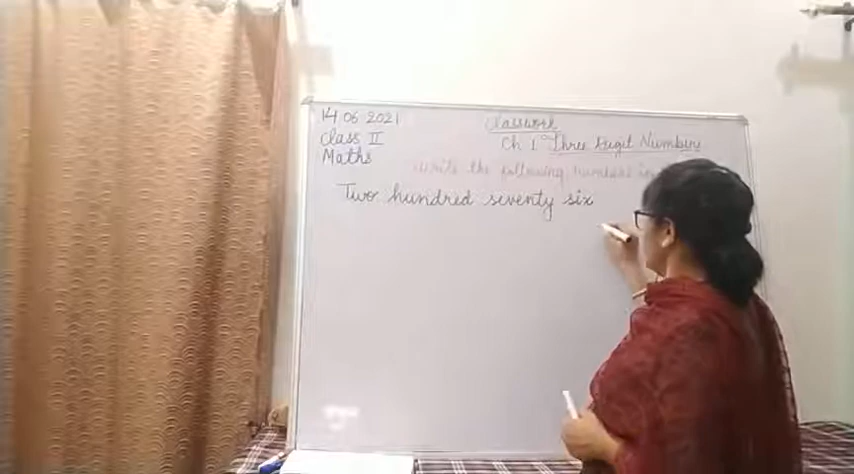 14 06 2021
Classwork
Class II
Ch 1 Three Digit Numbers
Maths
Write the following numbers in
Two hundred seventy six